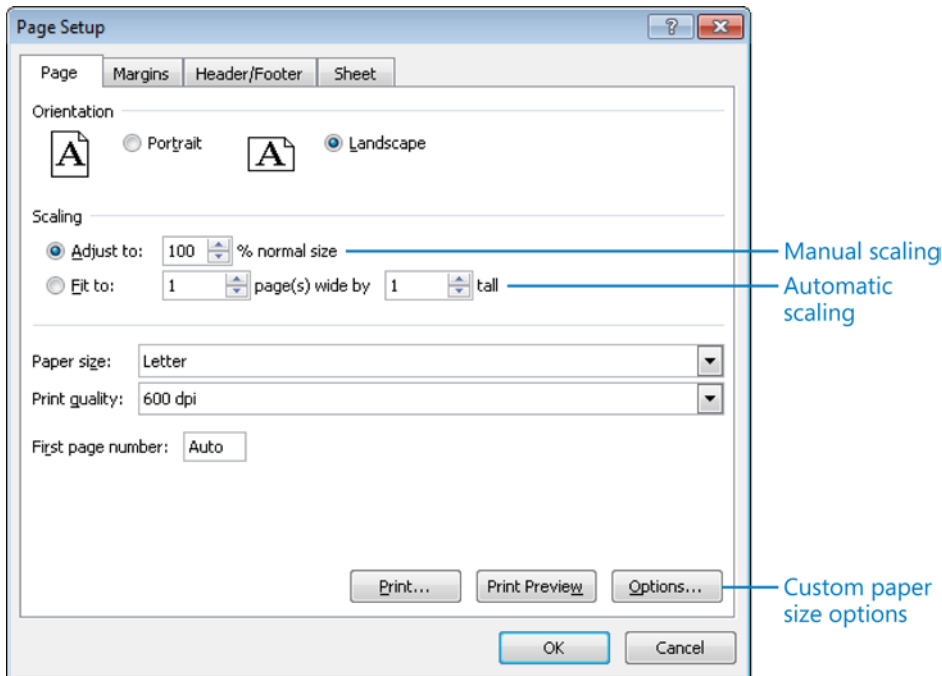 Page Setup
Page Margins Header/Footer Sheet
Orientation
A Portrait A Landscape
Scaling
Adjust to: 100 % normal size Manual scaling
Fit to: 1 page(s) wide by 1 tall Automatic
scaling
Paper size: Letter
Print quality: 600 dpi
First page number: Auto
Print... Print Preview Options... Custom paper
size options
OK Cancel